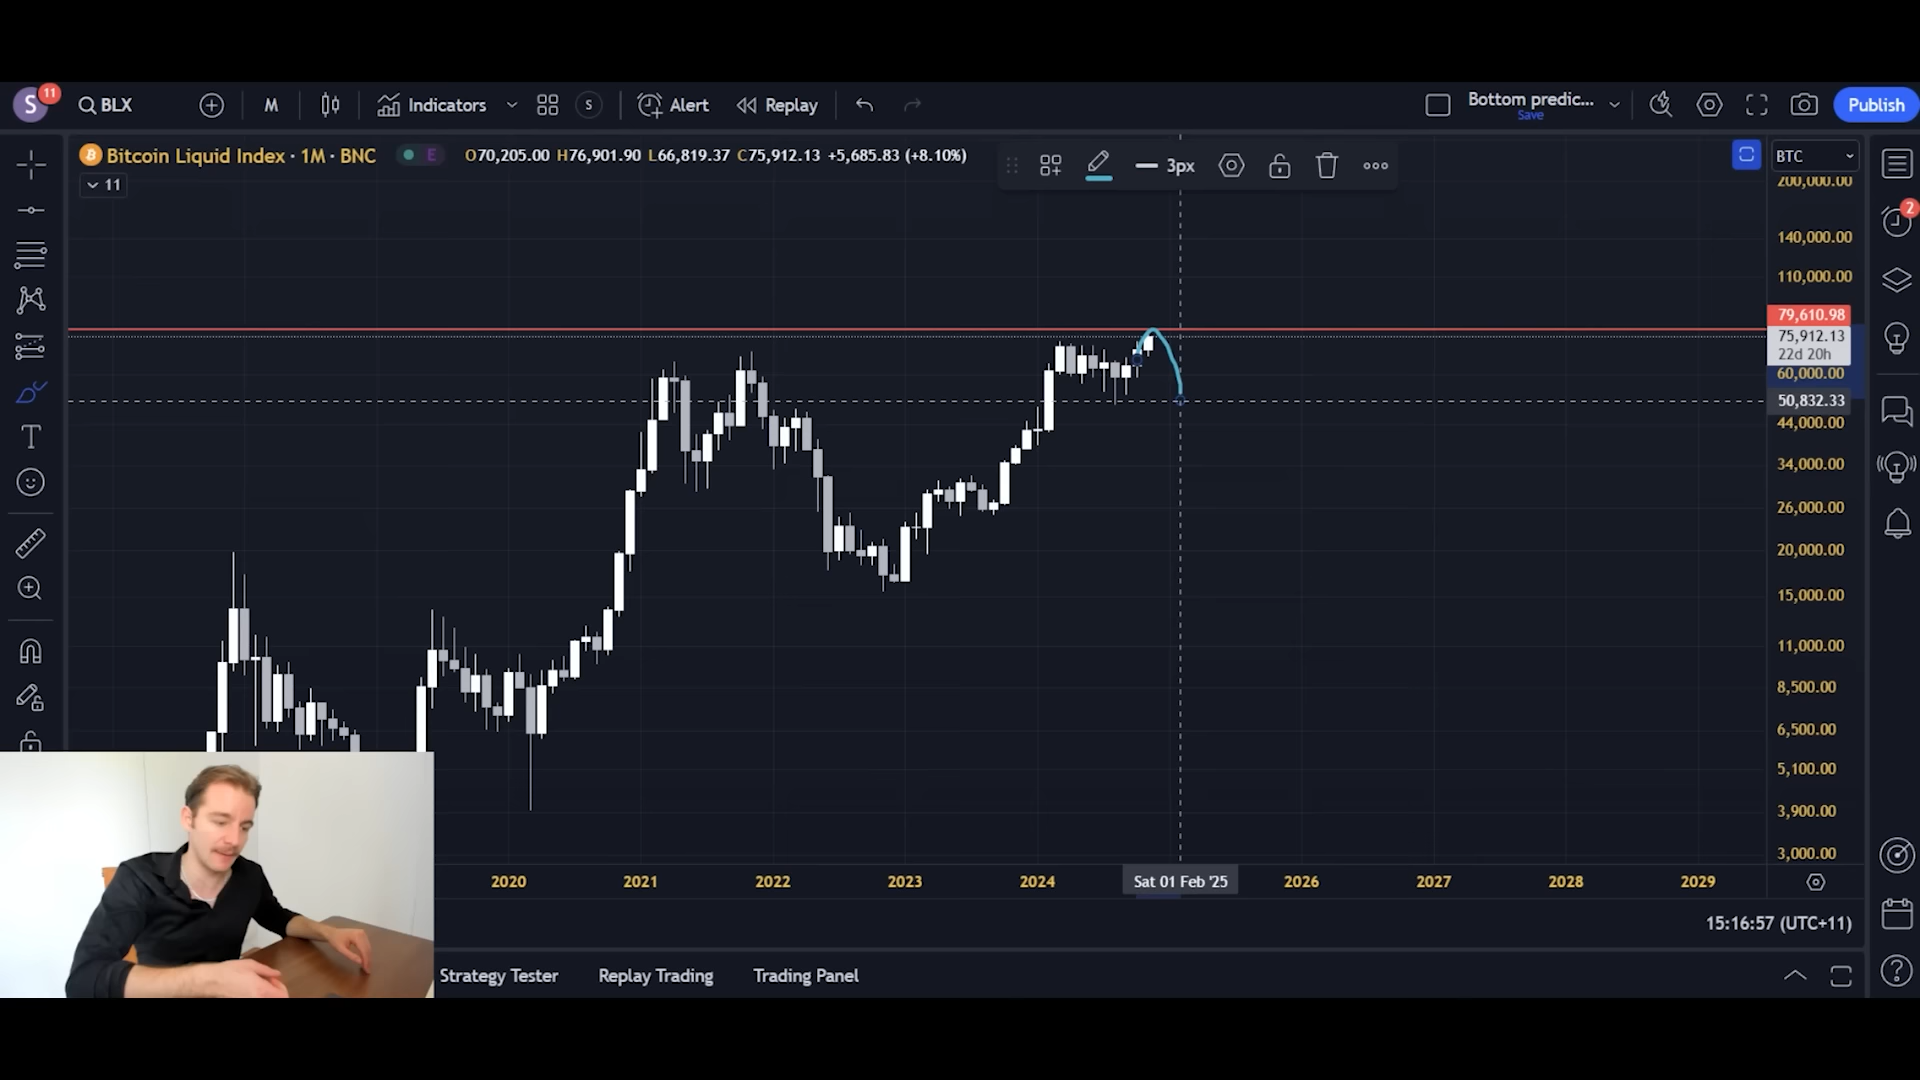 S 11 BLX M Indicators S Alert Replay Bottom predic... Save Publish
Bitcoin Liquid Index · 1M · BNC E O70,205.00 H76,901.90 L66,819.37 C75,912.13 +5,685.83 (+8.10%)
3px
BTC
11
200,000.00
2
140,000.00
110,000.00
79,610.98
75,912.13
22d 20h
60,000.00
50,832.33
44,000.00
34,000.00
26,000.00
20,000.00
15,000.00
11,000.00
8,500.00
6,500.00
5,100.00
3,900.00
3,000.00
2020 2021 2022 2023 2024 Sat 01 Feb '25 2026 2027 2028 2029
15:16:57 (UTC+11)
Strategy Tester Replay Trading Trading Panel